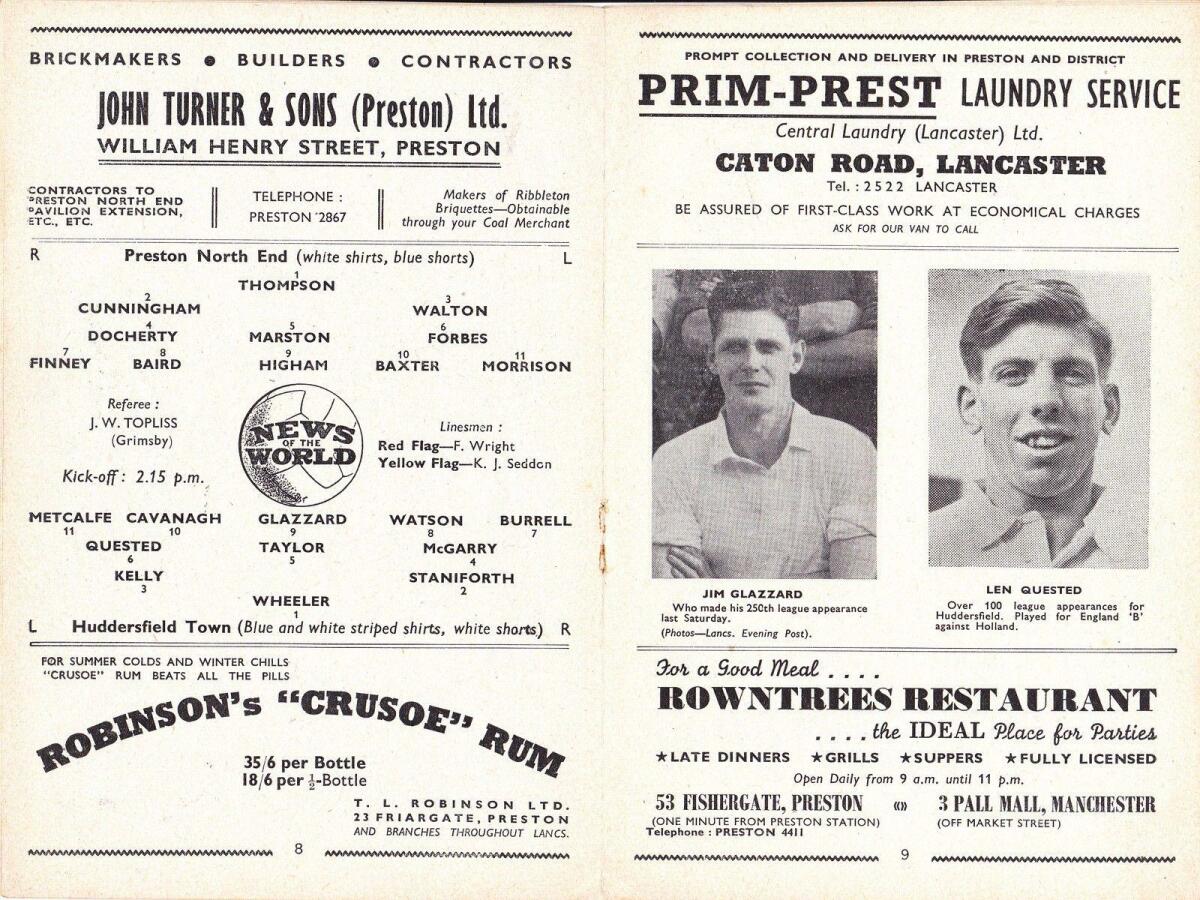 BRICKMAKERS ● BUILDERS ● CONTRACTORS
JOHN TURNER & SONS (Preston) Ltd.
WILLIAM HENRY STREET, PRESTON
CONTRACTORS TO
PRESTON NORTH END
PAVILION EXTENSION,
ETC., ETC.
TELEPHONE :
PRESTON 2867
Makers of Ribbleton
Briquettes—Obtainable
through your Coal Merchant
R Preston North End (white shirts, blue shorts) L
1
THOMPSON
2 3
CUNNINGHAM WALTON
4 5 6
DOCHERTY MARSTON FORBES
7 8 9 10 11
FINNEY BAIRD HIGHAM BAXTER MORRISON
Referee :
J. W. TOPLISS
(Grimsby)
Kick-off : 2.15 p.m.
NEWS
OF THE
WORLD
Linesmen :
Red Flag—F. Wright
Yellow Flag—K. J. Seddon
METCALFE CAVANAGH GLAZZARD WATSON BURRELL
11 10 9 8 7
QUESTED TAYLOR McGARRY
6 5 4
KELLY STANIFORTH
3 2
WHEELER
1
L Huddersfield Town (Blue and white striped shirts, white shorts) R
FOR SUMMER COLDS AND WINTER CHILLS
"CRUSOE" RUM BEATS ALL THE PILLS
ROBINSON's "CRUSOE" RUM
35/6 per Bottle
18/6 per ½-Bottle
T. L. ROBINSON LTD.
23 FRIARGATE, PRESTON
AND BRANCHES THROUGHOUT LANCS.
8
PROMPT COLLECTION AND DELIVERY IN PRESTON AND DISTRICT
PRIM-PREST LAUNDRY SERVICE
Central Laundry (Lancaster) Ltd.
CATON ROAD, LANCASTER
Tel. : 2522 LANCASTER
BE ASSURED OF FIRST-CLASS WORK AT ECONOMICAL CHARGES
ASK FOR OUR VAN TO CALL
JIM GLAZZARD
Who made his 250th league appearance
last Saturday.
(Photos—Lancs. Evening Post).
LEN QUESTED
Over 100 league appearances for
Huddersfield. Played for England 'B'
against Holland.
For a Good Meal . . . .
ROWNTREES RESTAURANT
. . . . the IDEAL Place for Parties
★LATE DINNERS ★GRILLS ★SUPPERS ★FULLY LICENSED
Open Daily from 9 a.m. until 11 p.m.
53 FISHERGATE, PRESTON «» 3 PALL MALL, MANCHESTER
(ONE MINUTE FROM PRESTON STATION) (OFF MARKET STREET)
Telephone : PRESTON 4411
9